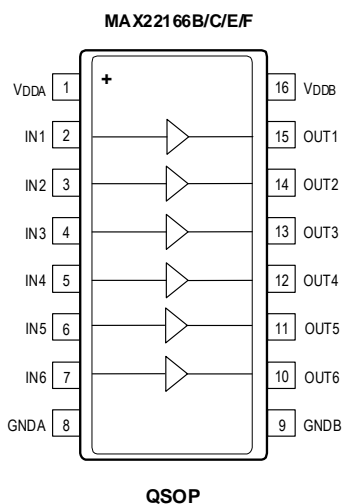 MAX22166B/C/E/F
VDDA 1 + 16 VDDB
IN1 2 15 OUT1
IN2 3 14 OUT2
IN3 4 13 OUT3
IN4 5 12 OUT4
IN5 6 11 OUT5
IN6 7 10 OUT6
GNDA 8 9 GNDB
QSOP